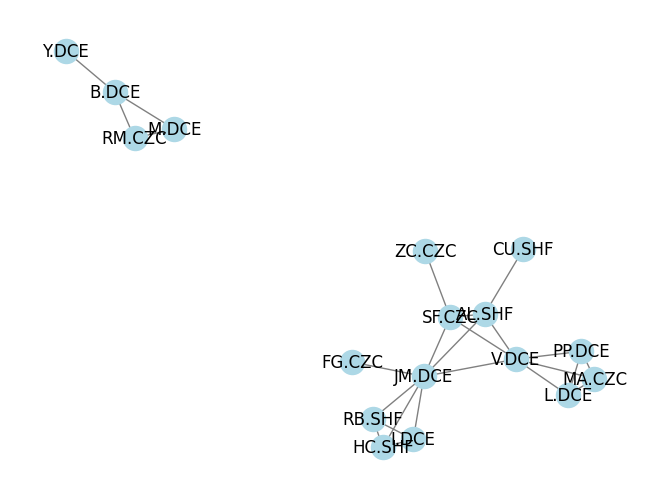 Y.DCE
B.DCE
M.DCE
RM.CZC
ZC.CZC
CU.SHF
SF.CZC
AL.SHF
V.DCE
PP.DCE
FG.CZC
JM.DCE
MA.CZC
L.DCE
RB.SHF
I.DCE
HC.SHF